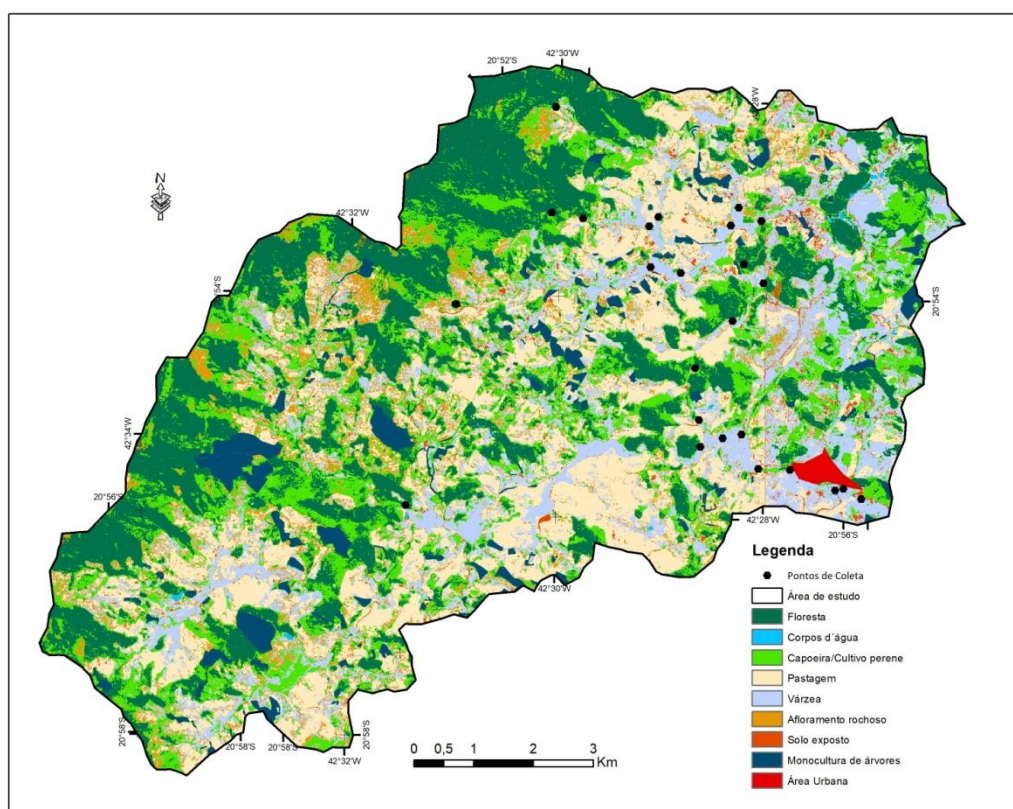 42°30'W
20°52'S
28'W
N
42°32'W
54'S
20°54'S
42°34'W
20°56'S
42°28'W
20°56'S
42°30'W
20°58'S
20°58'S
20°58'S
20°58'S
42°32'W
Legenda
Pontos de Coleta
Área de estudo
Floresta
Corpos d´água
Capoeira/Cultivo perene
Pastagem
Várzea
Afloramento rochoso
Solo exposto
Monocultura de árvores
Área Urbana
0 0,5 1 2 3
Km